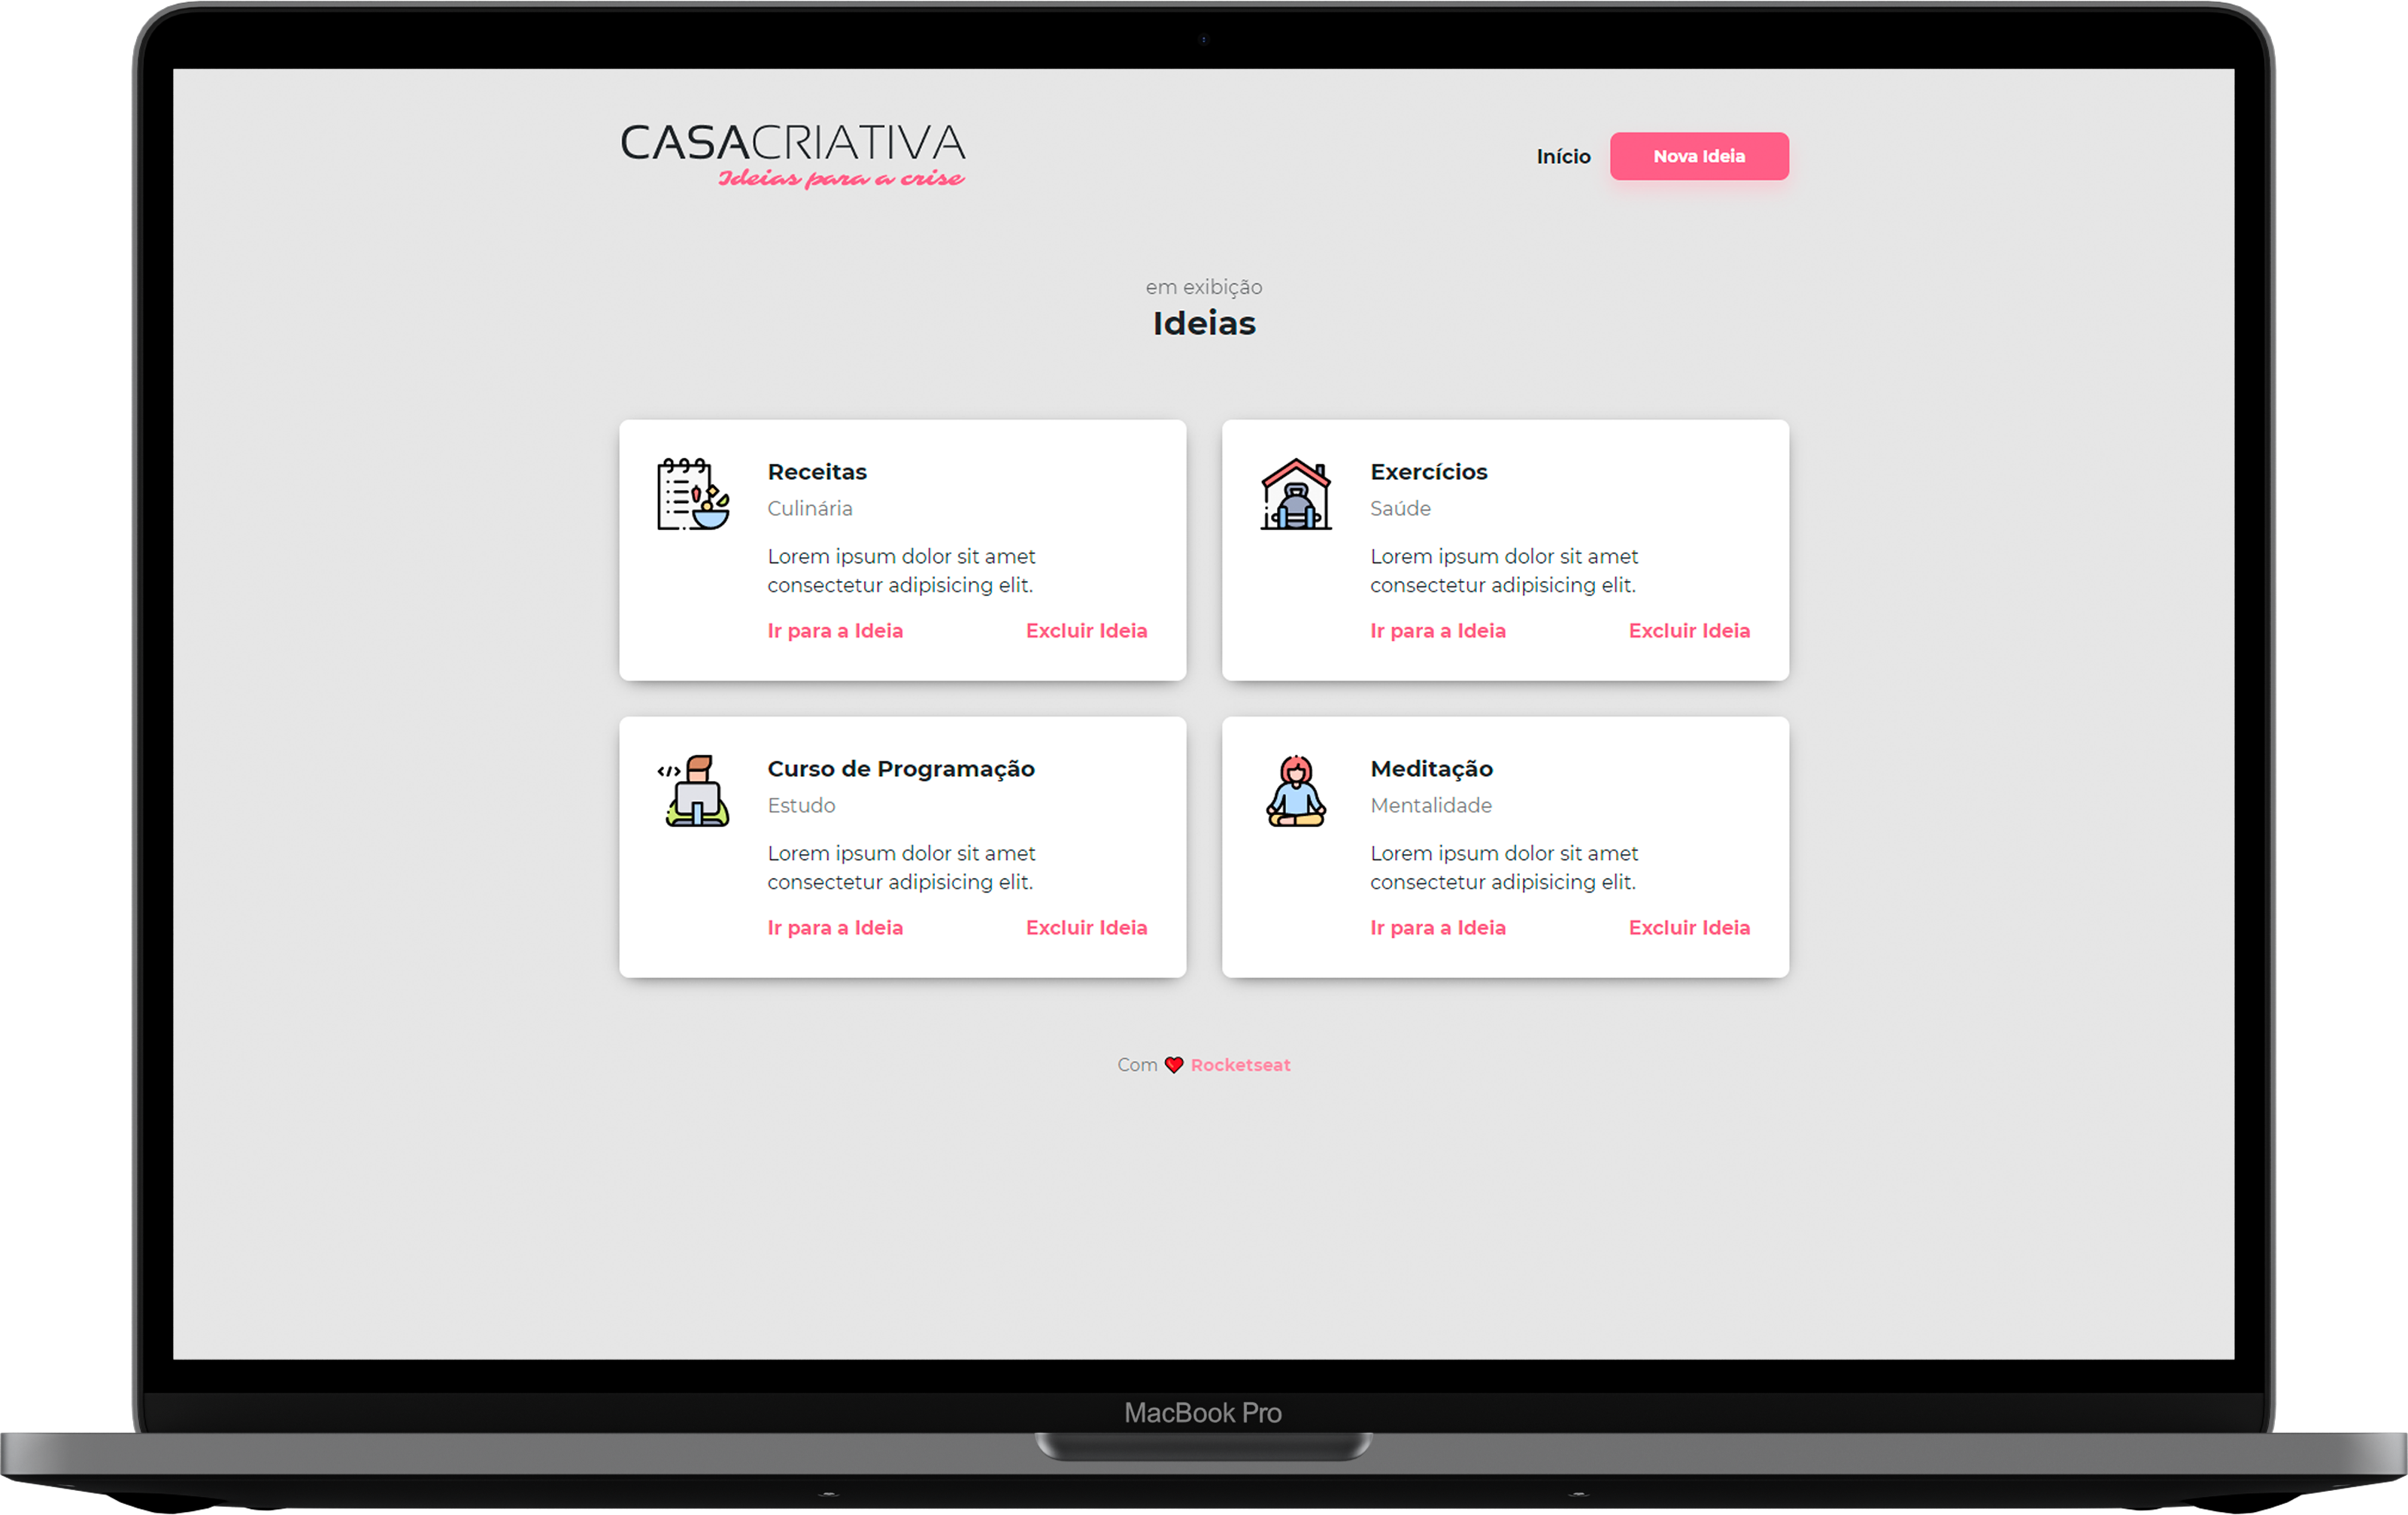 CASACRIATIVA
Ideias para a crise
Início
Nova Ideia
em exibição
Ideias
Receitas
Culinária
Lorem ipsum dolor sit amet
consectetur adipisicing elit.
Ir para a Ideia
Excluir Ideia
Exercícios
Saúde
Lorem ipsum dolor sit amet
consectetur adipisicing elit.
Ir para a Ideia
Excluir Ideia
</>
Curso de Programação
Estudo
Lorem ipsum dolor sit amet
consectetur adipisicing elit.
Ir para a Ideia
Excluir Ideia
Meditação
Mentalidade
Lorem ipsum dolor sit amet
consectetur adipisicing elit.
Ir para a Ideia
Excluir Ideia
Com ❤ Rocketseat
MacBook Pro